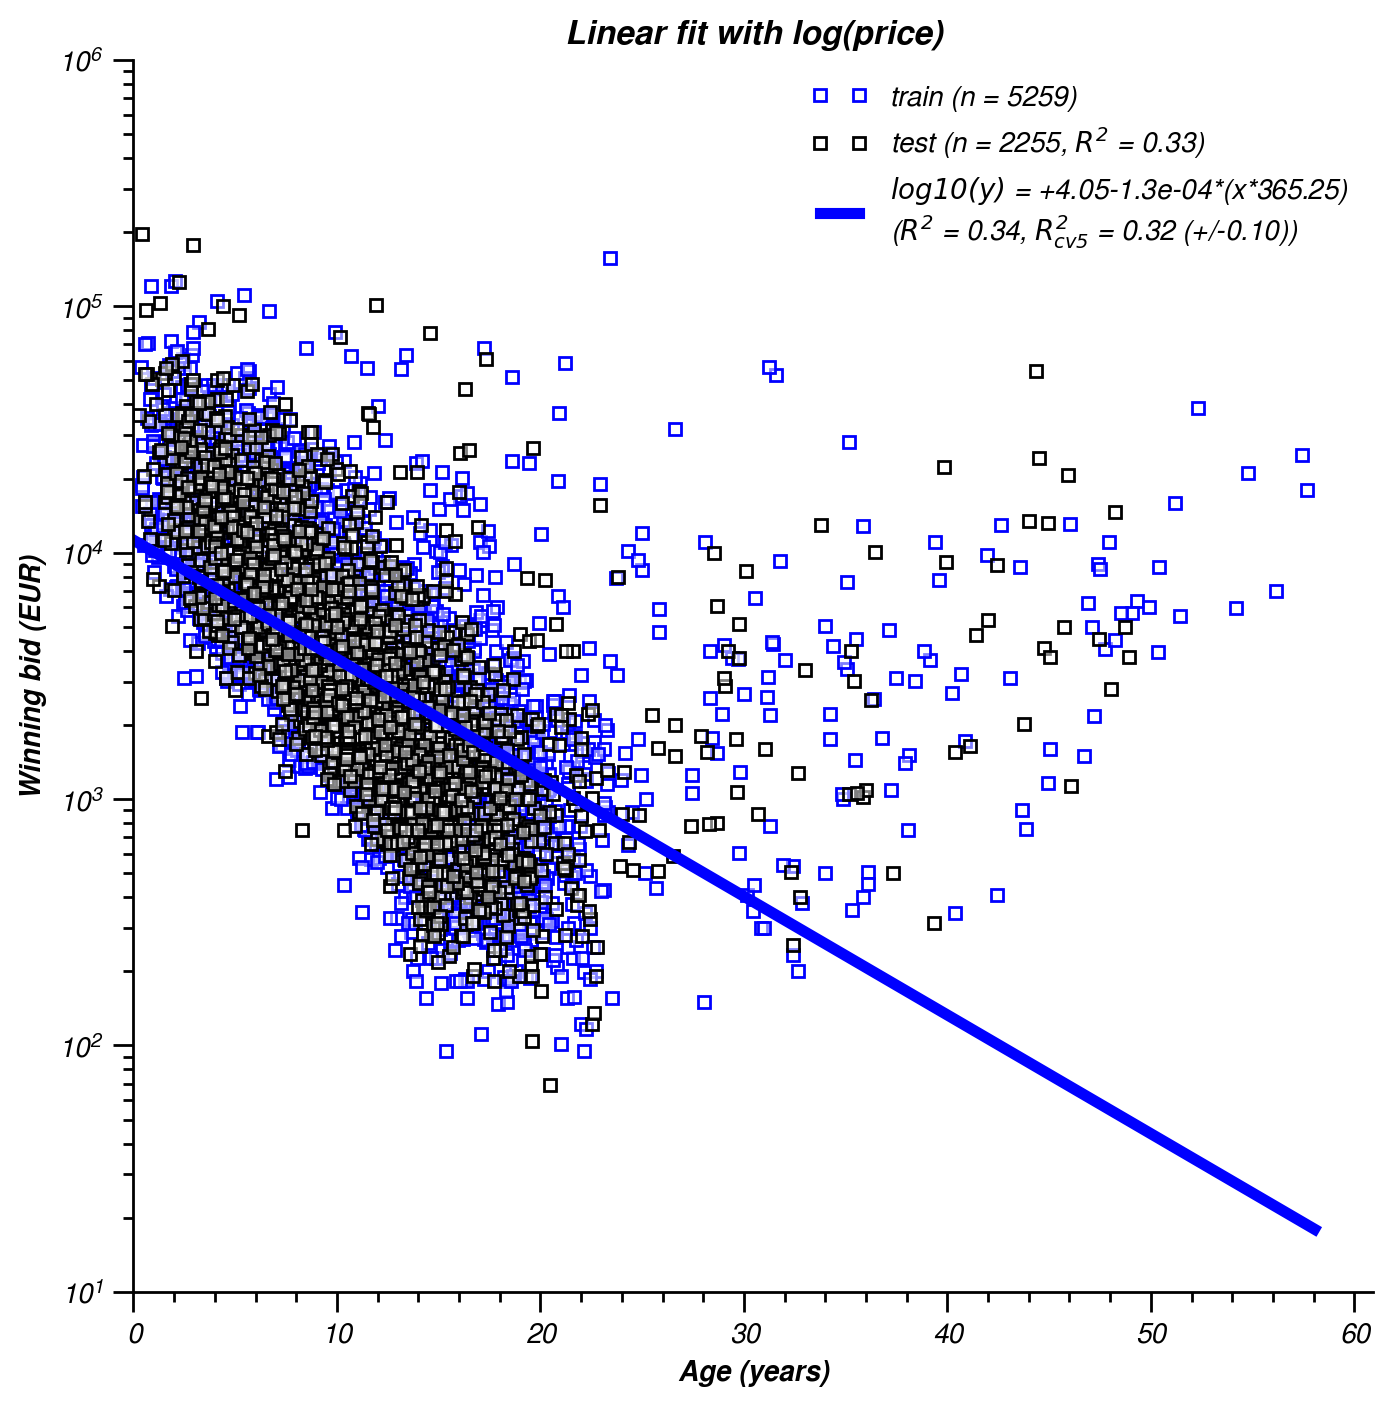 Linear fit with log(price)
train (n = 5259)
test (n = 2255, R² = 0.33)
log10(y) = +4.05-1.3e-04*(x*365.25)
(R² = 0.34, R²cv5 = 0.32 (+/-0.10))
Winning bid (EUR)
10⁶
10⁵
10⁴
10³
10²
10¹
0 10 20 30 40 50 60
Age (years)